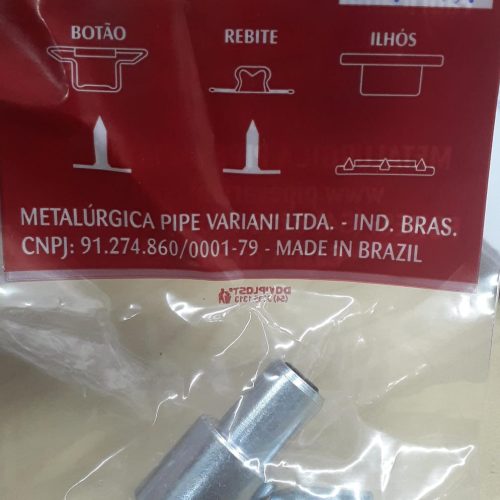 BOTÃO REBITE ILHÓS
METALÚRGICA PIPE VARIANI LTDA. - IND. BRAS.
CNPJ: 91.274.860/0001-79 - MADE IN BRAZIL